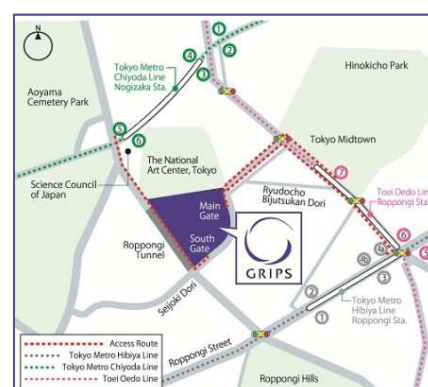 N
① ②
④
③
Tokyo Metro
Chiyoda Line
Nogizaka Sta.
Hinokicho Park
Aoyama
Cemetery Park
⑤
⑥
The National
Art Center, Tokyo
Tokyo Midtown
Science Council
of Japan
⑦
Main
Gate
Ryudocho
Bijutsukan Dori
Toei Oedo Line
Roppongi Sta.
Roppongi
Tunnel
South
Gate
GRIPS
⑥
4a
4b
③
5
Seijoki Dori
②
①
Tokyo Metro
Hibiya Line
Roppongi Sta.
Roppongi Street
Roppongi Hills
Access Route
Tokyo Metro Hibiya Line
Tokyo Metro Chiyoda Line
Toei Oedo Line